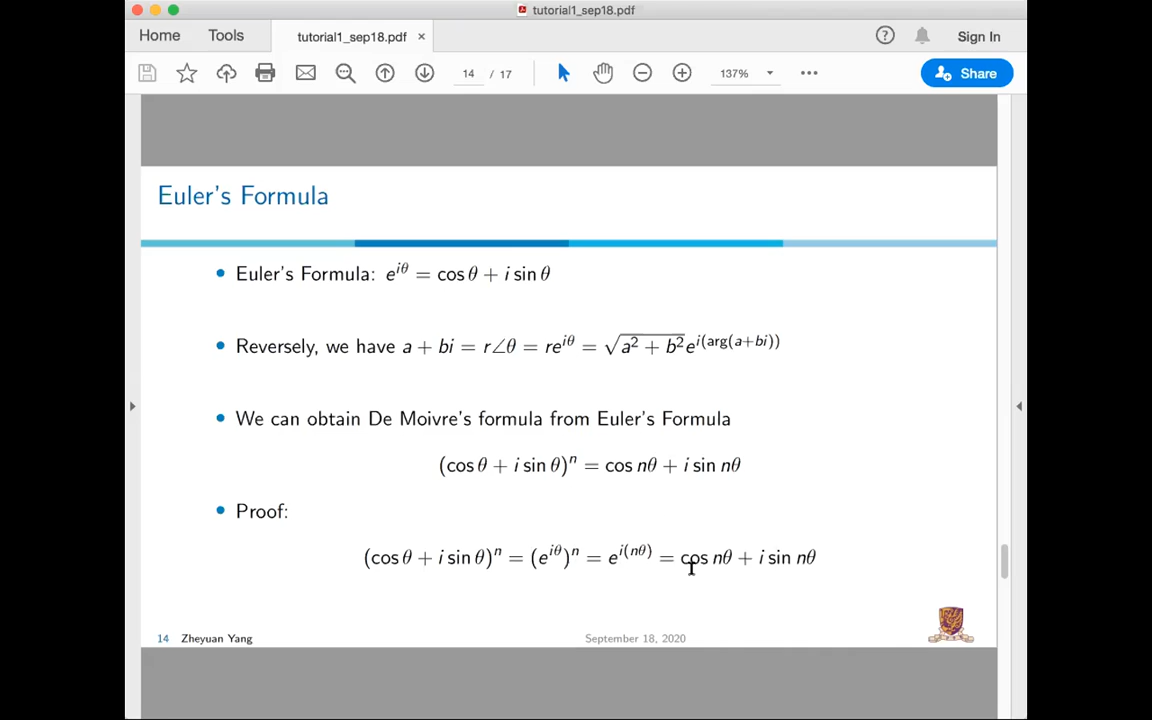 tutorial1_sep18.pdf
Home Tools tutorial1_sep18.pdf × Sign In
14 / 17 137% Share
Euler's Formula
• Euler's Formula: e^{iθ} = cos θ + i sin θ
• Reversely, we have a + bi = r∠θ = re^{iθ} = √(a² + b²)e^{i(arg(a+bi))}
• We can obtain De Moivre's formula from Euler's Formula
(cos θ + i sin θ)^n = cos nθ + i sin nθ
• Proof:
(cos θ + i sin θ)^n = (e^{iθ})^n = e^{i(nθ)} = cos nθ + i sin nθ
14 Zheyuan Yang September 18, 2020